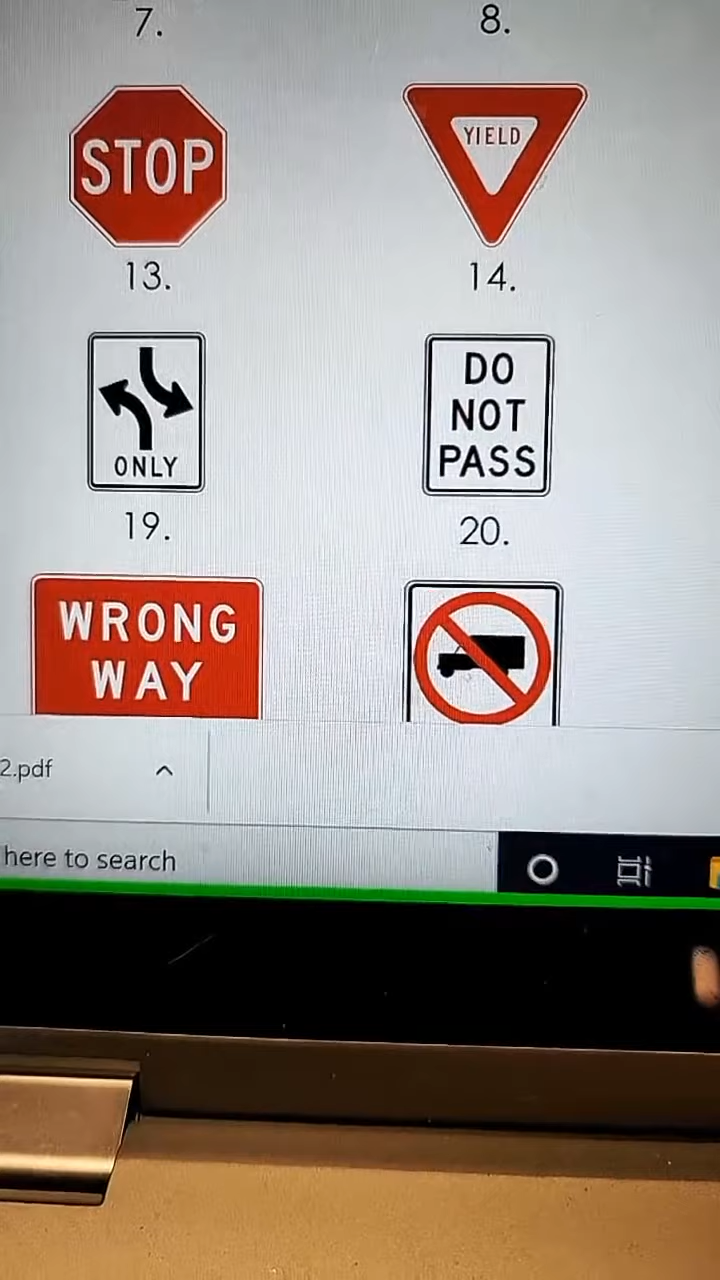 7.
8.
STOP
YIELD
13.
14.
ONLY
DO
NOT
PASS
19.
20.
WRONG
WAY
2.pdf
here to search